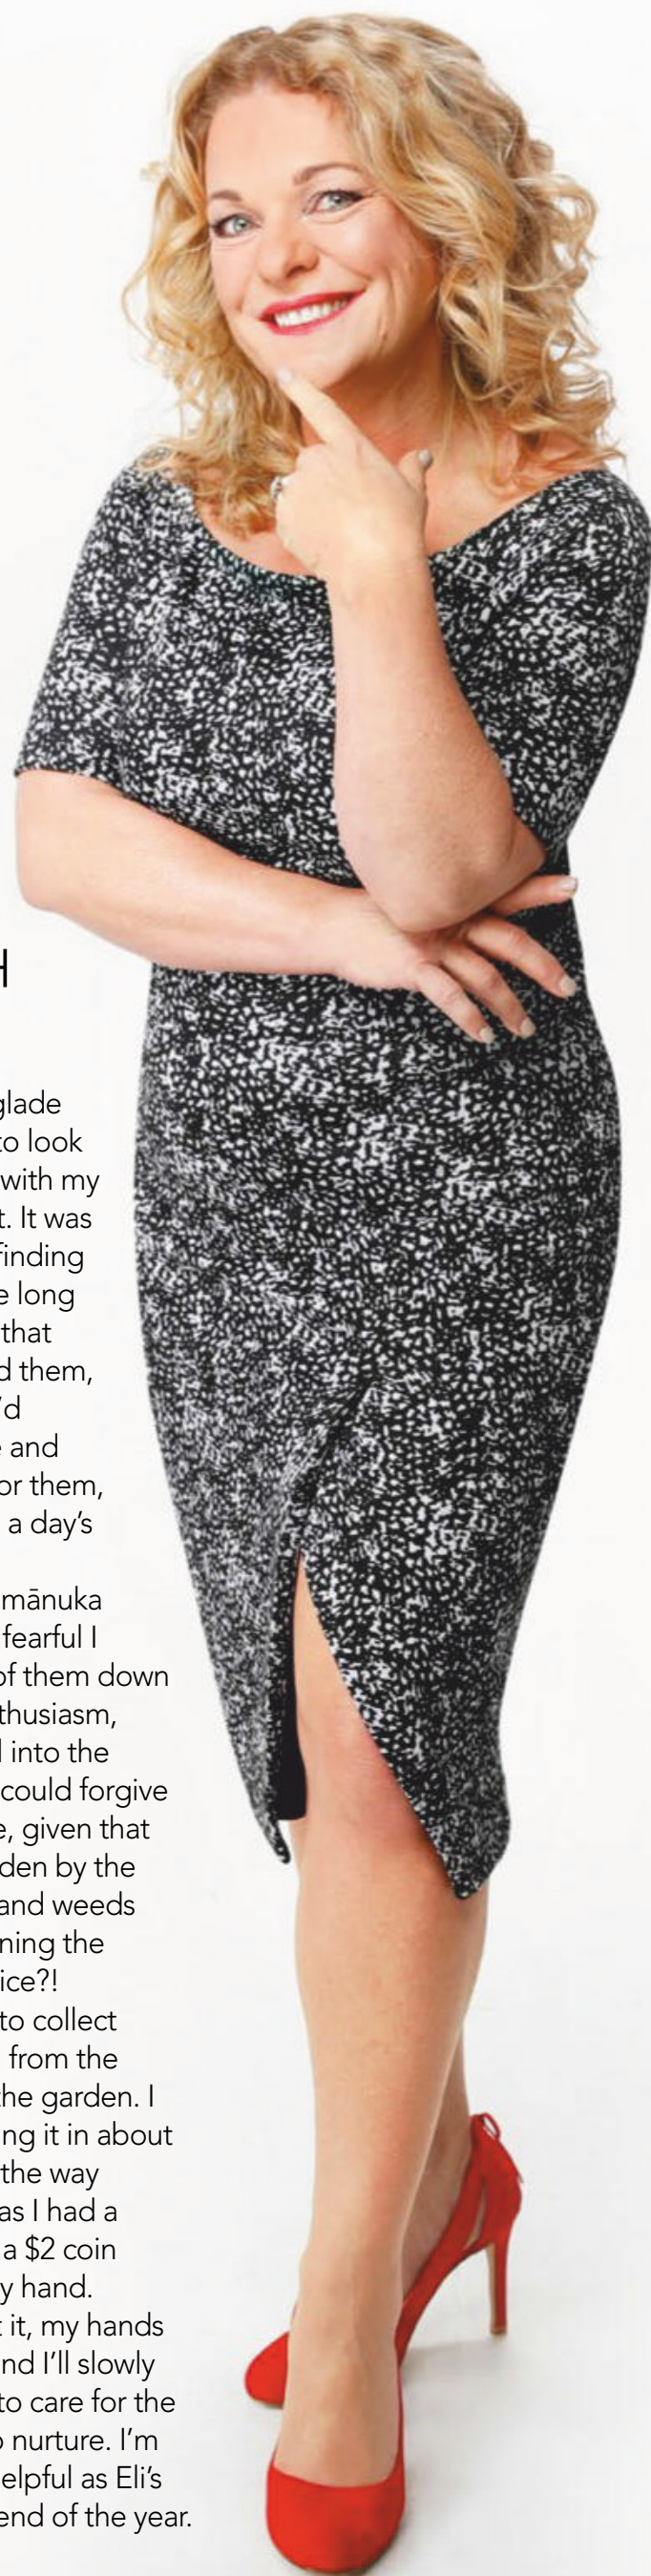 H
glade
to look
with my
t. It was
finding
e long
that
d them,
'd
e and
or them,
a day's
mānuka
fearful I
of them down
thusiasm,
l into the
could forgive
e, given that
den by the
and weeds
ning the
ice?!
to collect
from the
the garden. I
ng it in about
the way
as I had a
a $2 coin
y hand.
t it, my hands
nd I'll slowly
to care for the
o nurture. I'm
elpful as Eli's
end of the year.